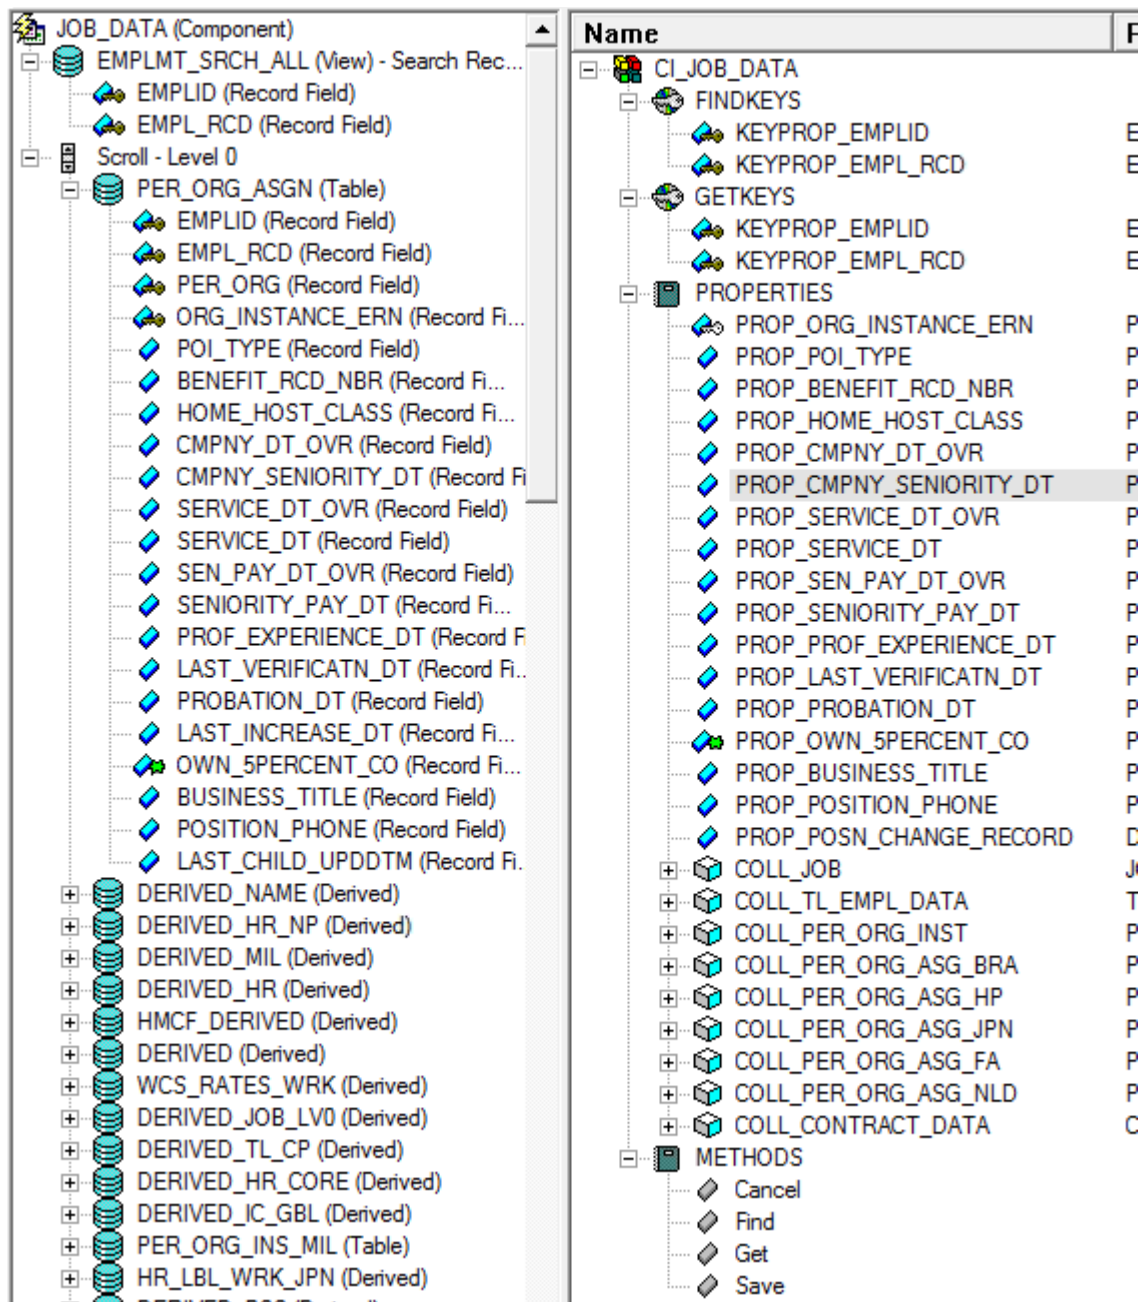 JOB_DATA (Component)
EMPLMT_SRCH_ALL (View) - Search Rec...
EMPLID (Record Field)
EMPL_RCD (Record Field)
Scroll - Level 0
PER_ORG_ASGN (Table)
EMPLID (Record Field)
EMPL_RCD (Record Field)
PER_ORG (Record Field)
ORG_INSTANCE_ERN (Record Fi...
POI_TYPE (Record Field)
BENEFIT_RCD_NBR (Record Fi...
HOME_HOST_CLASS (Record Fi...
CMPNY_DT_OVR (Record Field)
CMPNY_SENIORITY_DT (Record Fi
SERVICE_DT_OVR (Record Field)
SERVICE_DT (Record Field)
SEN_PAY_DT_OVR (Record Field)
SENIORITY_PAY_DT (Record Fi...
PROF_EXPERIENCE_DT (Record F
LAST_VERIFICATN_DT (Record Fi..
PROBATION_DT (Record Field)
LAST_INCREASE_DT (Record Fi...
OWN_5PERCENT_CO (Record Fi...
BUSINESS_TITLE (Record Field)
POSITION_PHONE (Record Field)
LAST_CHILD_UPDDTM (Record Fi.
DERIVED_NAME (Derived)
DERIVED_HR_NP (Derived)
DERIVED_MIL (Derived)
DERIVED_HR (Derived)
HMCF_DERIVED (Derived)
DERIVED (Derived)
WCS_RATES_WRK (Derived)
DERIVED_JOB_LV0 (Derived)
DERIVED_TL_CP (Derived)
DERIVED_HR_CORE (Derived)
DERIVED_IC_GBL (Derived)
PER_ORG_INS_MIL (Table)
HR_LBL_WRK_JPN (Derived)
Name
CI_JOB_DATA
FINDKEYS
KEYPROP_EMPLID E
KEYPROP_EMPL_RCD E
GETKEYS
KEYPROP_EMPLID E
KEYPROP_EMPL_RCD E
PROPERTIES
PROP_ORG_INSTANCE_ERN P
PROP_POI_TYPE P
PROP_BENEFIT_RCD_NBR P
PROP_HOME_HOST_CLASS P
PROP_CMPNY_DT_OVR P
PROP_CMPNY_SENIORITY_DT P
PROP_SERVICE_DT_OVR P
PROP_SERVICE_DT P
PROP_SEN_PAY_DT_OVR P
PROP_SENIORITY_PAY_DT P
PROP_PROF_EXPERIENCE_DT P
PROP_LAST_VERIFICATN_DT P
PROP_PROBATION_DT P
PROP_OWN_5PERCENT_CO P
PROP_BUSINESS_TITLE P
PROP_POSITION_PHONE P
PROP_POSN_CHANGE_RECORD D
COLL_JOB J
COLL_TL_EMPL_DATA T
COLL_PER_ORG_INST P
COLL_PER_ORG_ASG_BRA P
COLL_PER_ORG_ASG_HP P
COLL_PER_ORG_ASG_JPN P
COLL_PER_ORG_ASG_FA P
COLL_PER_ORG_ASG_NLD P
COLL_CONTRACT_DATA C
METHODS
Cancel
Find
Get
Save